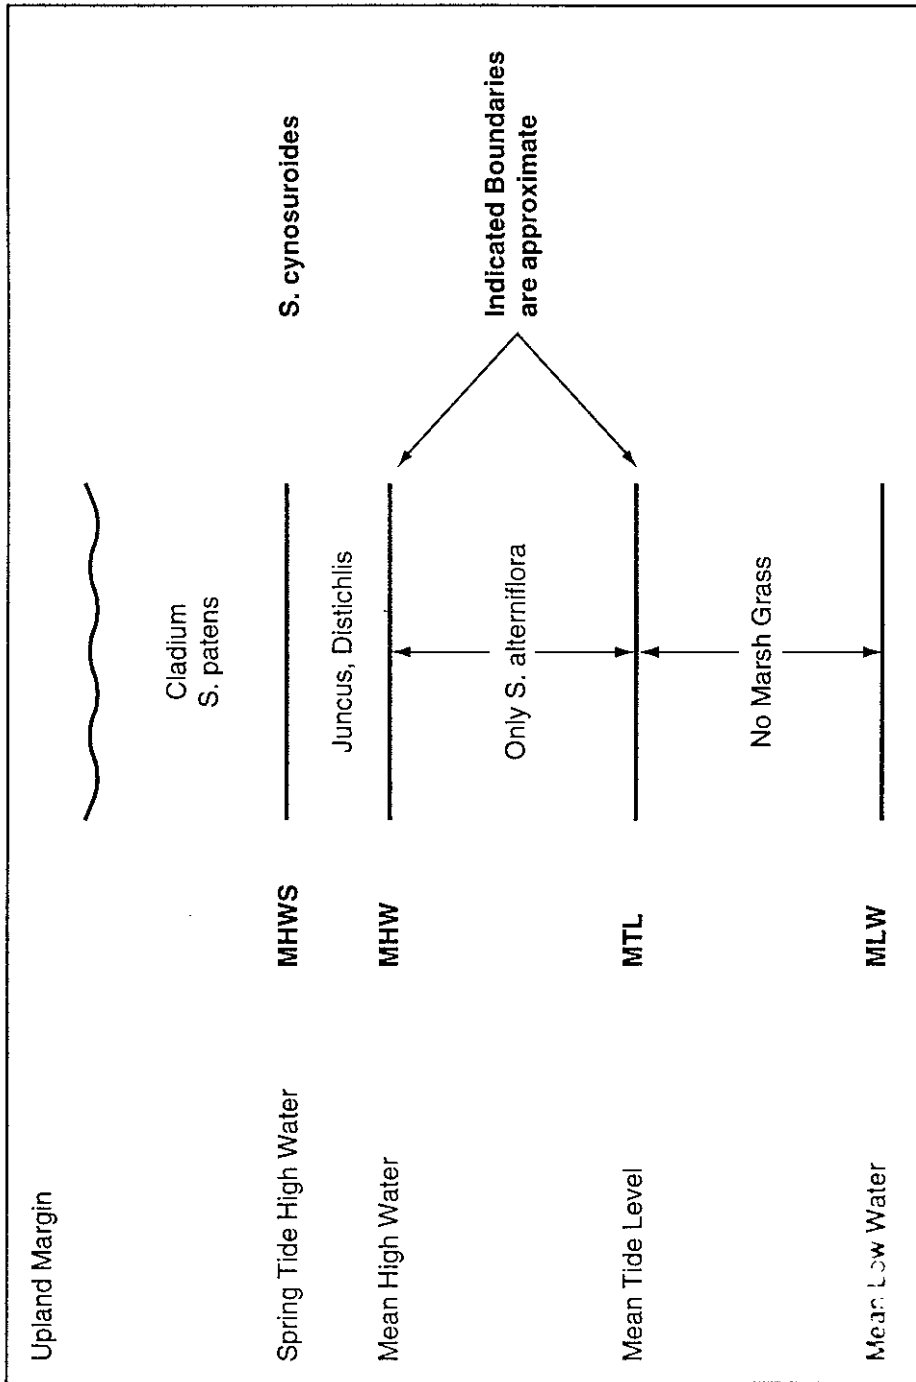 Upland Margin
Cladium
S. patens
Spring Tide High Water
MHWS
S. cynosuroides
Juncus, Distichlis
Mean High Water
MHW
Only S. alterniflora
Indicated Boundaries
are approximate
Mean Tide Level
MTL
No Marsh Grass
Mean Low Water
MLW